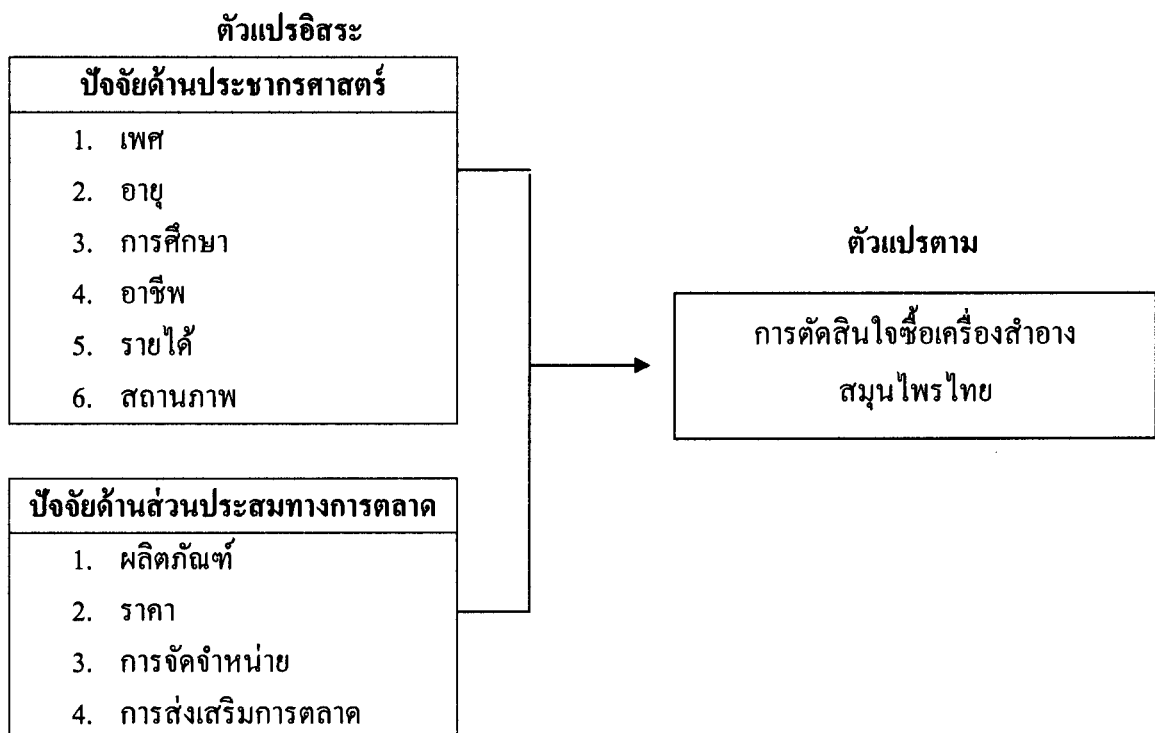 ตัวแปรอิสระ
ปัจจัยด้านประชากรศาสตร์
1. เพศ
2. อายุ
3. การศึกษา
4. อาชีพ
5. รายได้
6. สถานภาพ
ปัจจัยด้านส่วนประสมทางการตลาด
1. ผลิตภัณฑ์
2. ราคา
3. การจัดจำหน่าย
4. การส่งเสริมการตลาด
ตัวแปรตาม
การตัดสินใจซื้อเครื่องสำอาง
สมุนไพรไทย